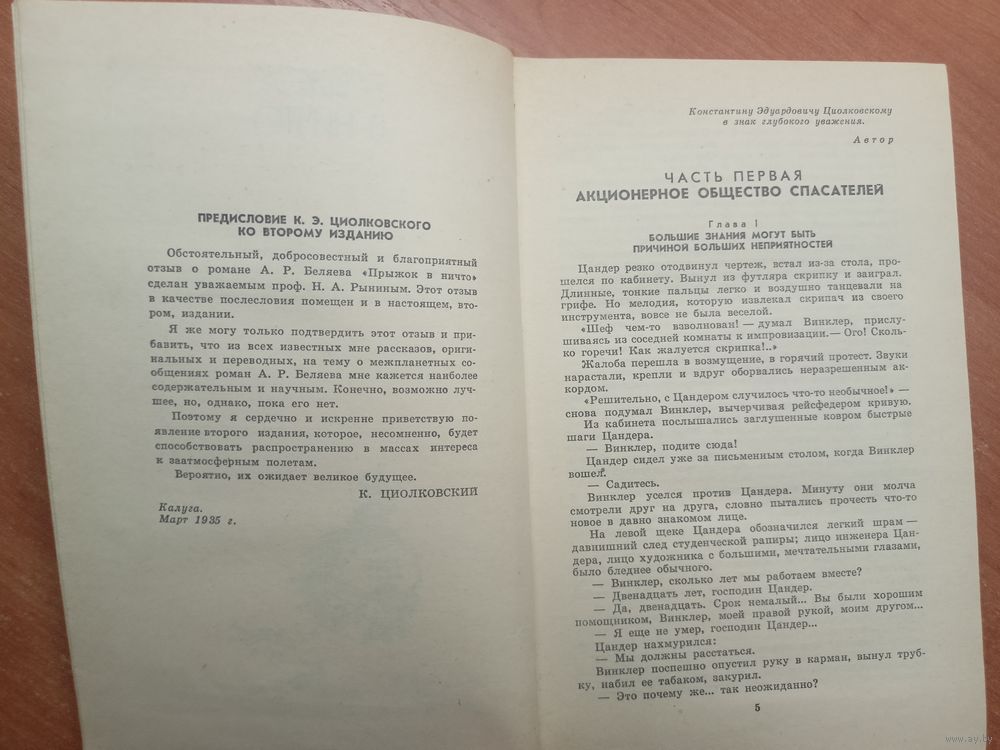 ПРЕДИСЛОВИЕ К. Э. ЦИОЛКОВСКОГО
КО ВТОРОМУ ИЗДАНИЮ
Обстоятельный, добросовестный и благоприятный
отзыв о романе А. Р. Беляева «Прыжок в ничто»
сделан уважаемым проф. Н. А. Рыниным. Этот отзыв
в качестве послесловия помещен и в настоящем, вто-
ром, издании.
Я же могу только подтвердить этот отзыв и при-
бавить, что из всех известных мне рассказов, ориги-
нальных и переводных, на тему о межпланетных со-
общениях роман А. Р. Беляева мне кажется наиболее
содержательным и научным. Конечно, возможно луч-
шее, но, однако, пока его нет.
Поэтому я сердечно и искренне приветствую по-
явление второго издания, которое, несомненно, будет
способствовать распространению в массах интереса
к заатмосферным полетам.
Вероятно, их ожидает великое будущее.
К. ЦИОЛКОВСКИЙ
Калуга.
Март 1935 г.
Константину Эдуардовичу Циолковскому
в знак глубокого уважения.
Автор
ЧАСТЬ ПЕРВАЯ
АКЦИОНЕРНОЕ ОБЩЕСТВО СПАСАТЕЛЕЙ
Глава I
БОЛЬШИЕ ЗНАНИЯ МОГУТ БЫТЬ
ПРИЧИНОЙ БОЛЬШИХ НЕПРИЯТНОСТЕЙ
Цандер резко отодвинул чертеж, встал из-за стола, про-
шелся по кабинету. Вынул из футляра скрипку и заиграл.
Длинные, тонкие пальцы легко и воздушно танцевали на
грифе. Но мелодия, которую извлекал скрипач из своего
инструмента, вовсе не была веселой.
«Шеф чем-то взволнован! — думал Винклер, прислу-
шиваясь из соседней комнаты к импровизации.— Ого! Сколь-
ко горечи! Как жалуется скрипка!..»
Жалоба перешла в возмущение, в горячий протест. Звуки
нарастали, крепли и вдруг оборвались неразрешенным ак-
кордом.
«Решительно, с Цандером случилось что-то необычное!» —
снова подумал Винклер, вычерчивая рейсфедером кривую.
Из кабинета послышались заглушенные ковром быстрые
шаги Цандера.
— Винклер, подите сюда!
Цандер сидел уже за письменным столом, когда Винклер
вошел.
— Садитесь.
Винклер уселся против Цандера. Минуту они молча
смотрели друг на друга, словно пытались прочесть что-то
новое в давно знакомом лице.
На левой щеке Цандера обозначился легкий шрам —
давнишний след студенческой рапиры; лицо инженера Цан-
дера, лицо художника с большими, мечтательными глазами,
было бледнее обычного.
— Винклер, сколько лет мы работаем вместе?
— Двенадцать лет, господин Цандер.
— Да, двенадцать. Срок немалый... Вы были хорошим
помощником, Винклер, моей правой рукой, моим другом...
— Я еще не умер, господин Цандер...
Цандер нахмурился:
— Мы должны расстаться.
Винклер поспешно опустил руку в карман, вынул труб-
ку, набил ее табаком, закурил.
— Это почему же... так неожиданно?
5
www.ay.by